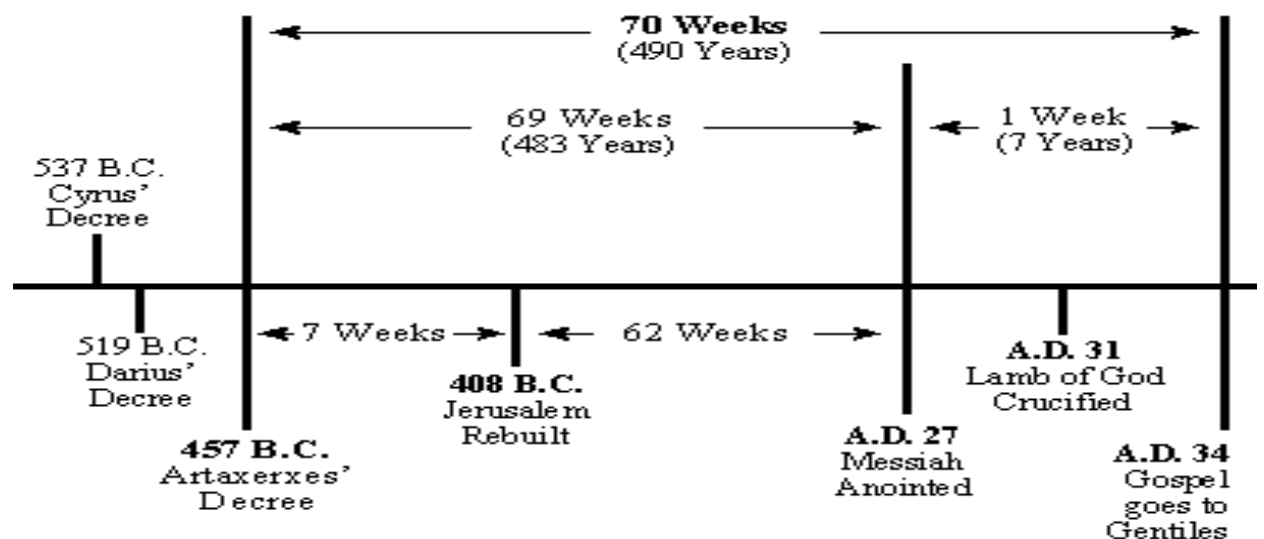 70 Weeks
(490 Years)
69 Weeks
(483 Years)
1 Week
(7 Years)
537 B.C.
Cyrus’
Decree
519 B.C.
Darius’
Decree
457 B.C.
Artaxerxes’
Decree
7 Weeks
408 B.C.
Jerusalem
Rebuilt
62 Weeks
A.D. 27
Messiah
Anointed
A.D. 31
Lamb of God
Crucified
A.D. 34
Gospel
goes to
Gentiles